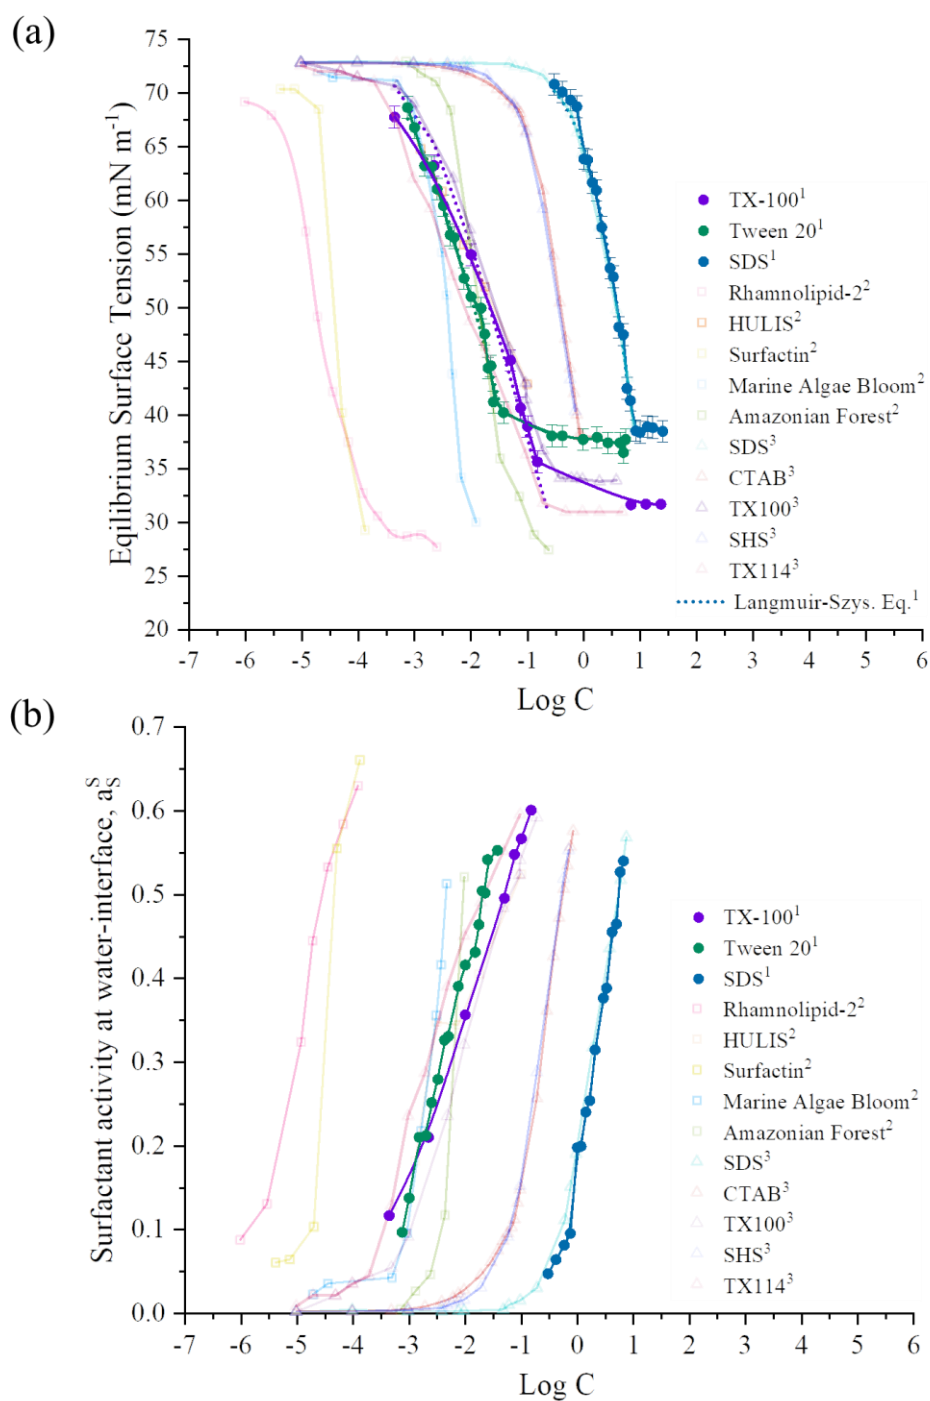 (a)
Eqilibrium Surface Tension (mN m-1)
75
70
65
60
55
50
45
40
35
30
25
20
-7 -6 -5 -4 -3 -2 -1 0 1 2 3 4 5 6
Log C
TX-100¹
Tween 20¹
SDS¹
Rhamnolipid-2²
HULIS²
Surfactin²
Marine Algae Bloom²
Amazonian Forest²
SDS³
CTAB³
TX100³
SHS³
TX114³
Langmuir-Szys. Eq.¹
(b)
Surfactant activity at water-interface, aSS
0.7
0.6
0.5
0.4
0.3
0.2
0.1
0.0
-7 -6 -5 -4 -3 -2 -1 0 1 2 3 4 5 6
Log C
TX-100¹
Tween 20¹
SDS¹
Rhamnolipid-2²
HULIS²
Surfactin²
Marine Algae Bloom²
Amazonian Forest²
SDS³
CTAB³
TX100³
SHS³
TX114³